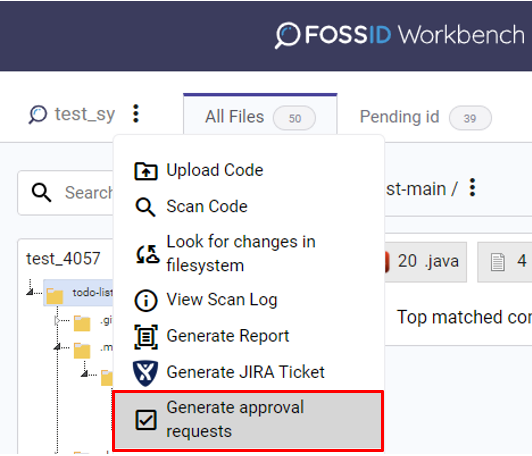 FOSSID Workbench
test_sy
All Files 50
Pending id 39
Upload Code
Search
st-main /
Scan Code
Look for changes in
filesystem
test_4057
20 .java
4
todo-list
View Scan Log
.gi
Top matched con
Generate Report
.m
Generate JIRA Ticket
Generate approval
requests